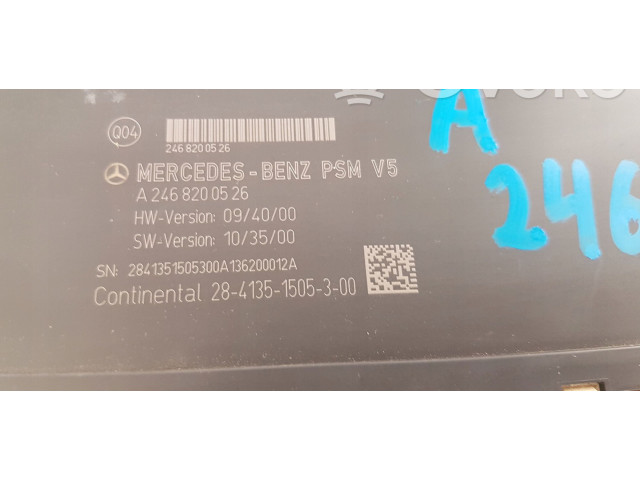 Q04
246 820 05 26
MERCEDES-BENZ PSM V5
A 246 820 05 26
HW-Version: 09/40/00
SW-Version: 10/35/00
SN: 2841351505300A136200012A
Continental 28-4135-1505-3-00
A
246